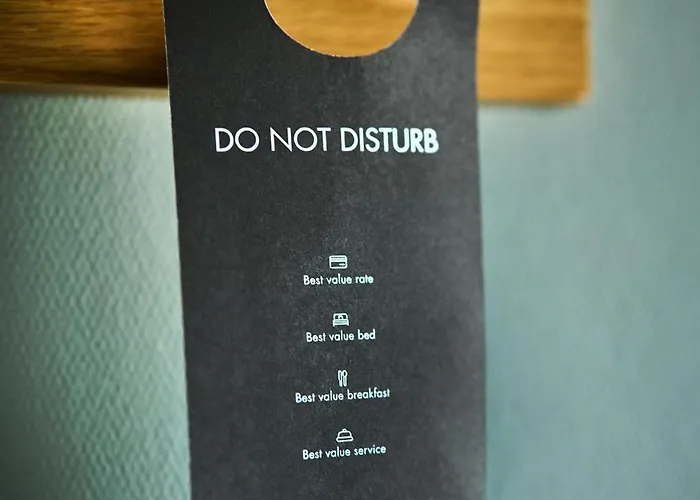 DO NOT DISTURB
Best value rate
Best value bed
Best value breakfast
Best value service